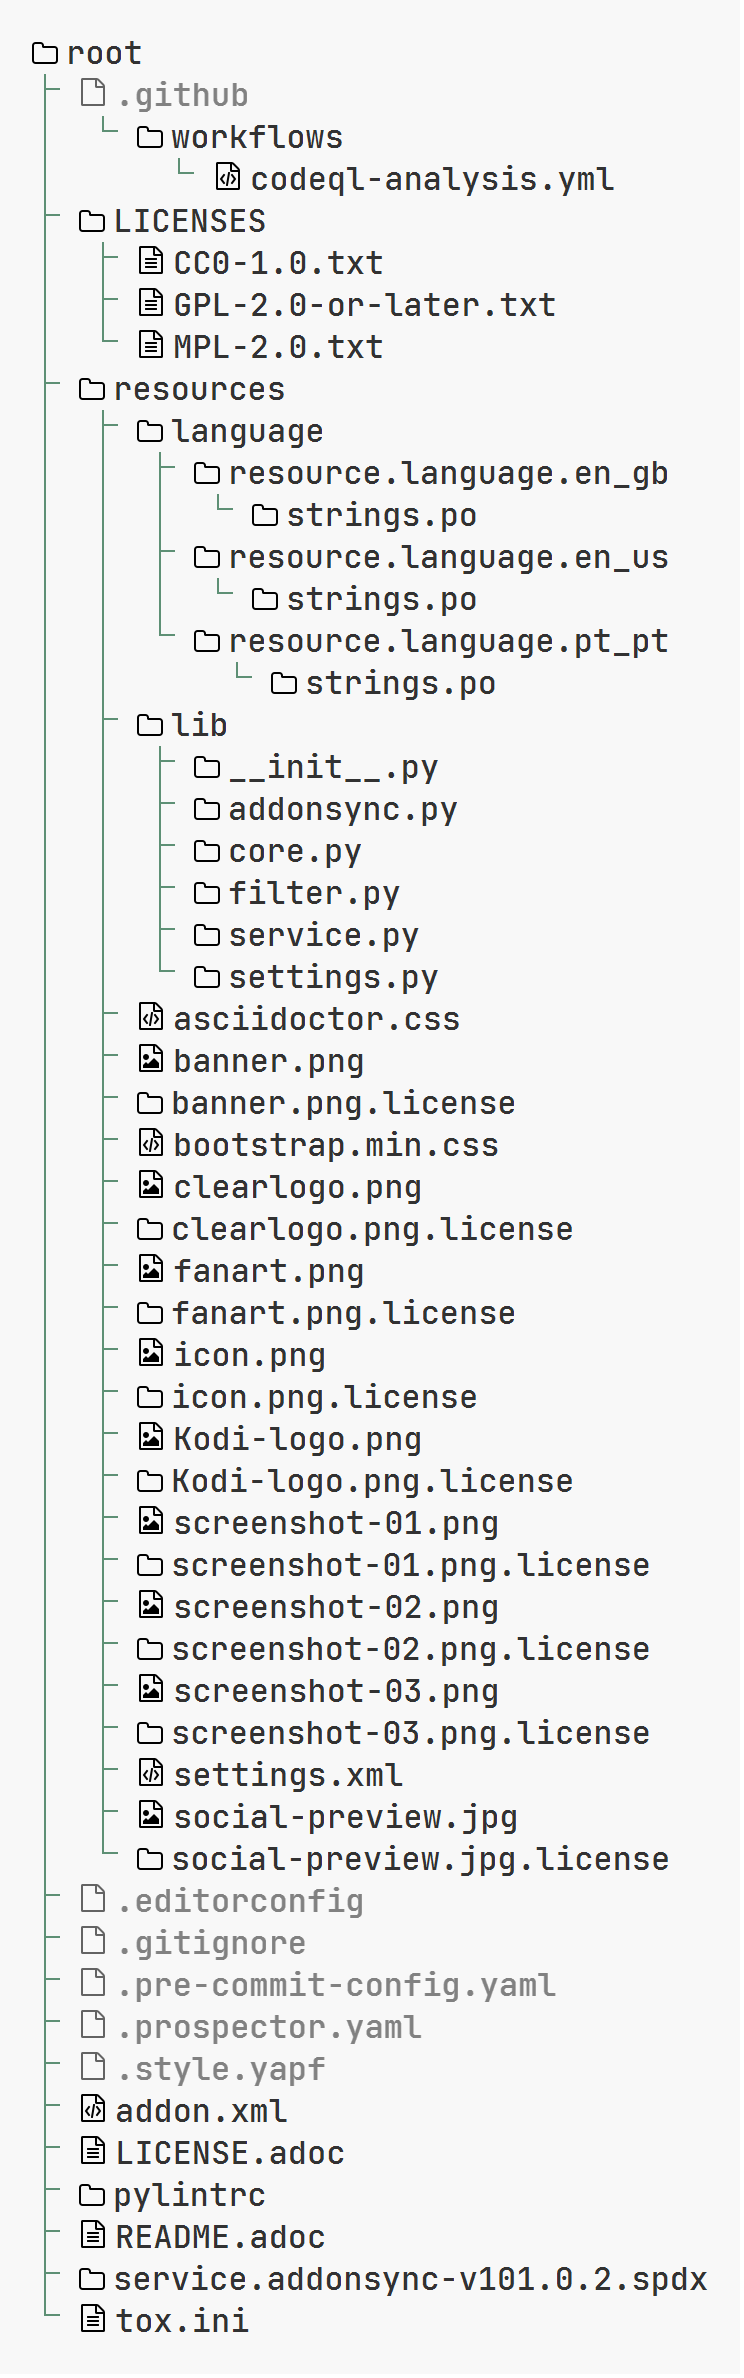 root
.github
workflows
codeql-analysis.yml
LICENSES
CC0-1.0.txt
GPL-2.0-or-later.txt
MPL-2.0.txt
resources
language
resource.language.en_gb
strings.po
resource.language.en_us
strings.po
resource.language.pt_pt
strings.po
lib
__init__.py
addonsync.py
core.py
filter.py
service.py
settings.py
asciidoctor.css
banner.png
banner.png.license
bootstrap.min.css
clearlogo.png
clearlogo.png.license
fanart.png
fanart.png.license
icon.png
icon.png.license
Kodi-logo.png
Kodi-logo.png.license
screenshot-01.png
screenshot-01.png.license
screenshot-02.png
screenshot-02.png.license
screenshot-03.png
screenshot-03.png.license
settings.xml
social-preview.jpg
social-preview.jpg.license
.editorconfig
.gitignore
.pre-commit-config.yaml
.prospector.yaml
.style.yapf
addon.xml
LICENSE.adoc
pylintrc
README.adoc
service.addonsync-v101.0.2.spdx
tox.ini